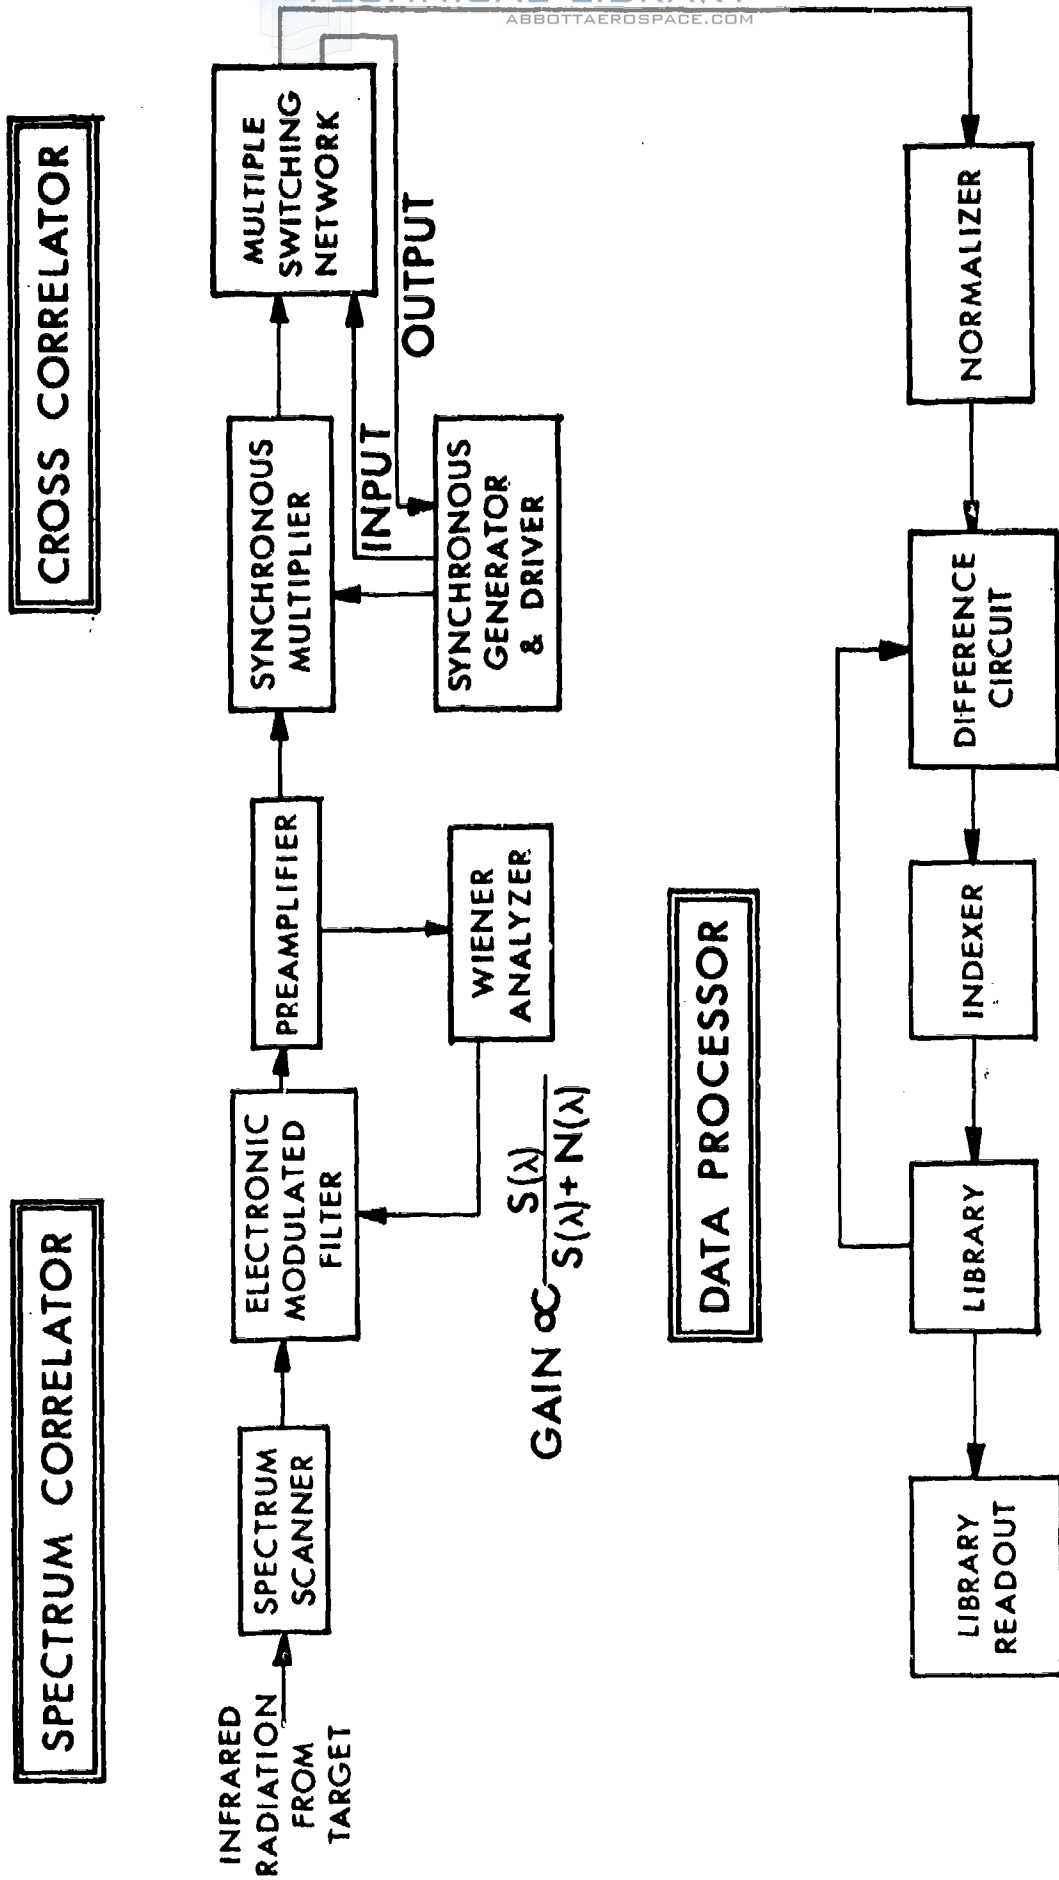 TECHNICAL LIBRARY
ABBOTTAEROSPACE.COM
SPECTRUM CORRELATOR
CROSS CORRELATOR
INFRARED
RADIATION
FROM
TARGET
SPECTRUM
SCANNER
ELECTRONIC
MODULATED
FILTER
PREAMPLIFIER
SYNCHRONOUS
MULTIPLIER
MULTIPLE
SWITCHING
NETWORK
INPUT
OUTPUT
WIENER
ANALYZER
SYNCHRONOUS
GENERATOR
& DRIVER
GAIN ∝ S(λ)
S(λ)+ N(λ)
DATA PROCESSOR
LIBRARY
READOUT
LIBRARY
INDEXER
DIFFERENCE
CIRCUIT
NORMALIZER